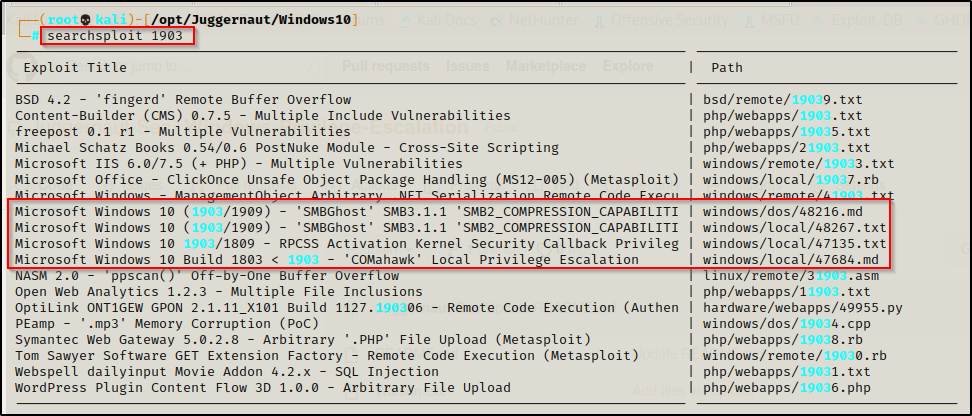 (root💀kali)-[/opt/Juggernaut/Windows10]
# searchsploit 1903
Exploit Title | Path
BSD 4.2 - 'fingerd' Remote Buffer Overflow | bsd/remote/19039.txt
Content-Builder (CMS) 0.7.5 - Multiple Include Vulnerabilities | php/webapps/1903.txt
freepost 0.1 r1 - Multiple Vulnerabilities | php/webapps/19035.txt
Michael Schatz Books 0.54/0.6 PostNuke Module - Cross-Site Scripting | php/webapps/21903.txt
Microsoft IIS 6.0/7.5 (+ PHP) - Multiple Vulnerabilities | windows/remote/19033.txt
Microsoft Office - ClickOnce Unsafe Object Package Handling (MS12-005) (Metasploit) | windows/local/19037.rb
Microsoft Windows - ManagementObject Arbitrary .NET Serialization Remote Code Execu | windows/remote/41903.txt
Microsoft Windows 10 (1903/1909) - 'SMBGhost' SMB3.1.1 'SMB2_COMPRESSION_CAPABILITI | windows/dos/48216.md
Microsoft Windows 10 (1903/1909) - 'SMBGhost' SMB3.1.1 'SMB2_COMPRESSION_CAPABILITI | windows/local/48267.txt
Microsoft Windows 10 1903/1809 - RPCSS Activation Kernel Security Callback Privileg | windows/local/47135.txt
Microsoft Windows 10 Build 1803 < 1903 - 'COMahawk' Local Privilege Escalation | windows/local/47684.md
NASM 2.0 - 'ppscan()' Off-by-One Buffer Overflow | linux/remote/31903.asm
Open Web Analytics 1.2.3 - Multiple File Inclusions | php/webapps/11903.txt
OptiLink ONT1GEW GPON 2.1.11_X101 Build 1127.190306 - Remote Code Execution (Authen | hardware/webapps/49955.py
PEamp - '.mp3' Memory Corruption (PoC) | windows/dos/19034.cpp
Symantec Web Gateway 5.0.2.8 - Arbitrary '.PHP' File Upload (Metasploit) | php/webapps/19038.rb
Tom Sawyer Software GET Extension Factory - Remote Code Execution (Metasploit) | windows/remote/19030.rb
Webspell dailyinput Movie Addon 4.2.x - SQL Injection | php/webapps/19031.txt
WordPress Plugin Content Flow 3D 1.0.0 - Arbitrary File Upload | php/webapps/19036.php